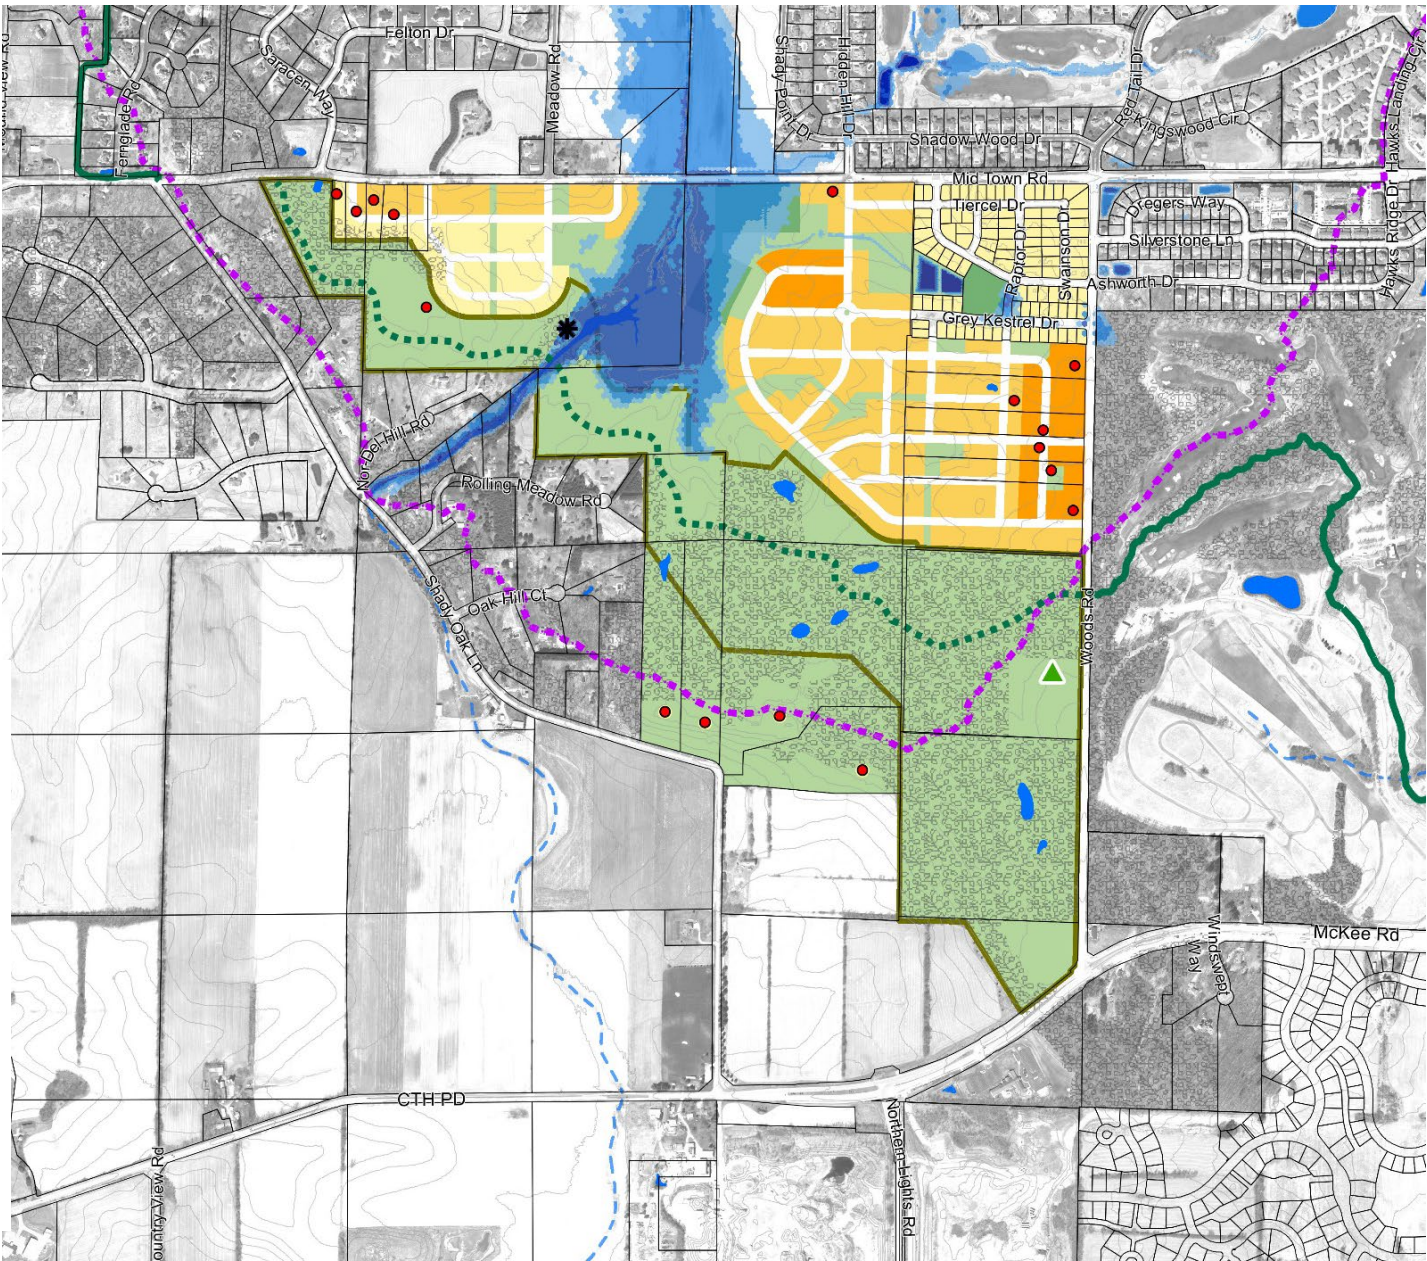 Felton Dr
Saracen Way
Meadow Rd
Shady Point Dr
Hidden Hill Dr
Red Tail Dr
Kingswood Cir
Hawks Landing Cir
Fernglade Rd
Shadow Wood Dr
Mid Town Rd
Tiercel Dr
Dregers Way
Silverstone Ln
Hawks Ridge Dr
Raptor Dr
Swanson Dr
Ashworth Dr
Grey Kestrel Dr
Nor-Del-Hill Rd
Rolling Meadow Rd
Oak Hill Ct
Shady Oak Ln
Woods Rd
McKee Rd
Windswept
Way
CTH PD
Northern Lights Rd
ountry View Rd